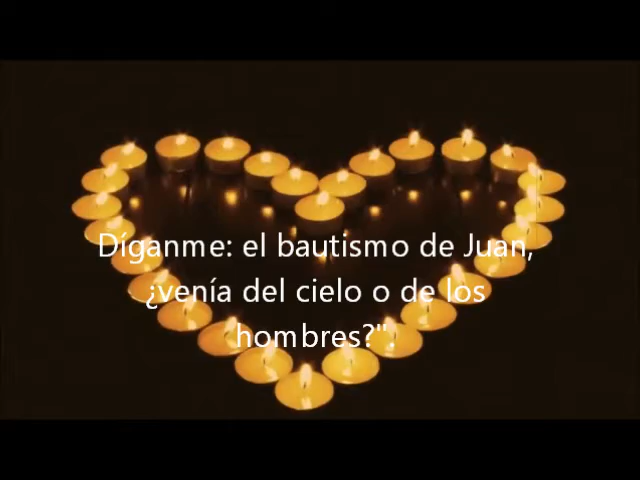 Díganme: el bautismo de Juan,
¿venía del cielo o de los
hombres?".